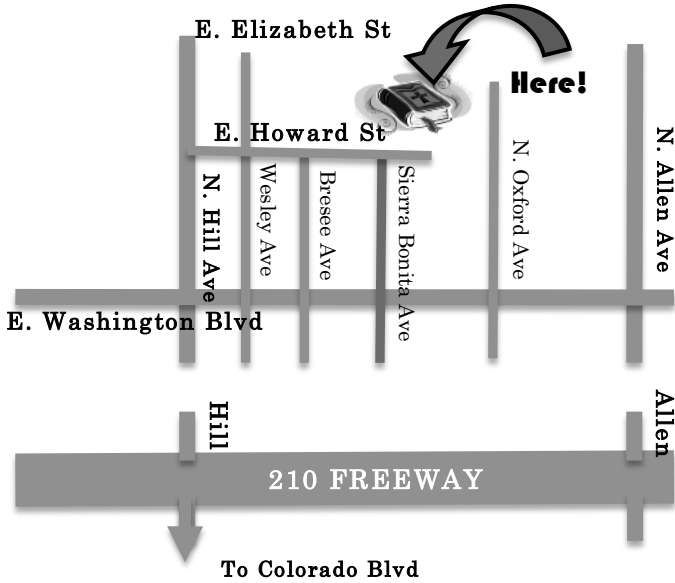 E. Elizabeth St
Here!
E. Howard St
N. Hill Ave
Wesley Ave
Bresee Ave
Sierra Bonita Ave
N. Oxford Ave
N. Allen Ave
E. Washington Blvd
Hill
Allen
210 FREEWAY
To Colorado Blvd